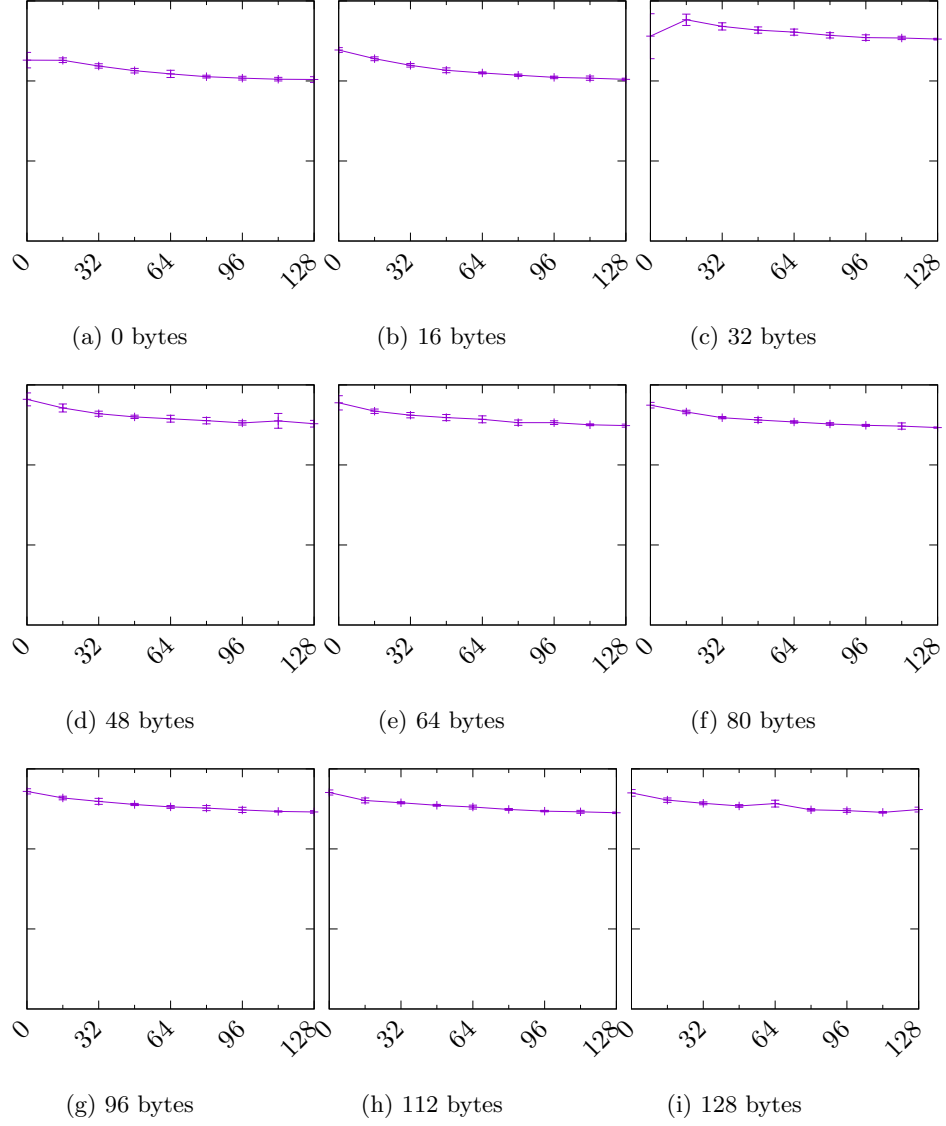 0 32 64 96 128 0 32 64 96 128 0 32 64 96 128
(a) 0 bytes (b) 16 bytes (c) 32 bytes
0 32 64 96 128 0 32 64 96 128 0 32 64 96 128
(d) 48 bytes (e) 64 bytes (f) 80 bytes
0 32 64 96 128 0 32 64 96 128 0 32 64 96 128
(g) 96 bytes (h) 112 bytes (i) 128 bytes